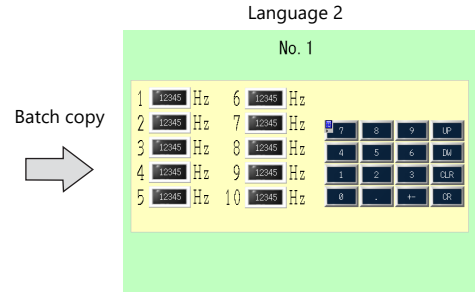 Language 2
No. 1
Batch copy
1 12345 Hz 6 12345 Hz
2 12345 Hz 7 12345 Hz
3 12345 Hz 8 12345 Hz
4 12345 Hz 9 12345 Hz
5 12345 Hz 10 12345 Hz
7 8 9 UP
4 5 6 DW
1 2 3 CLR
0 . +- CR